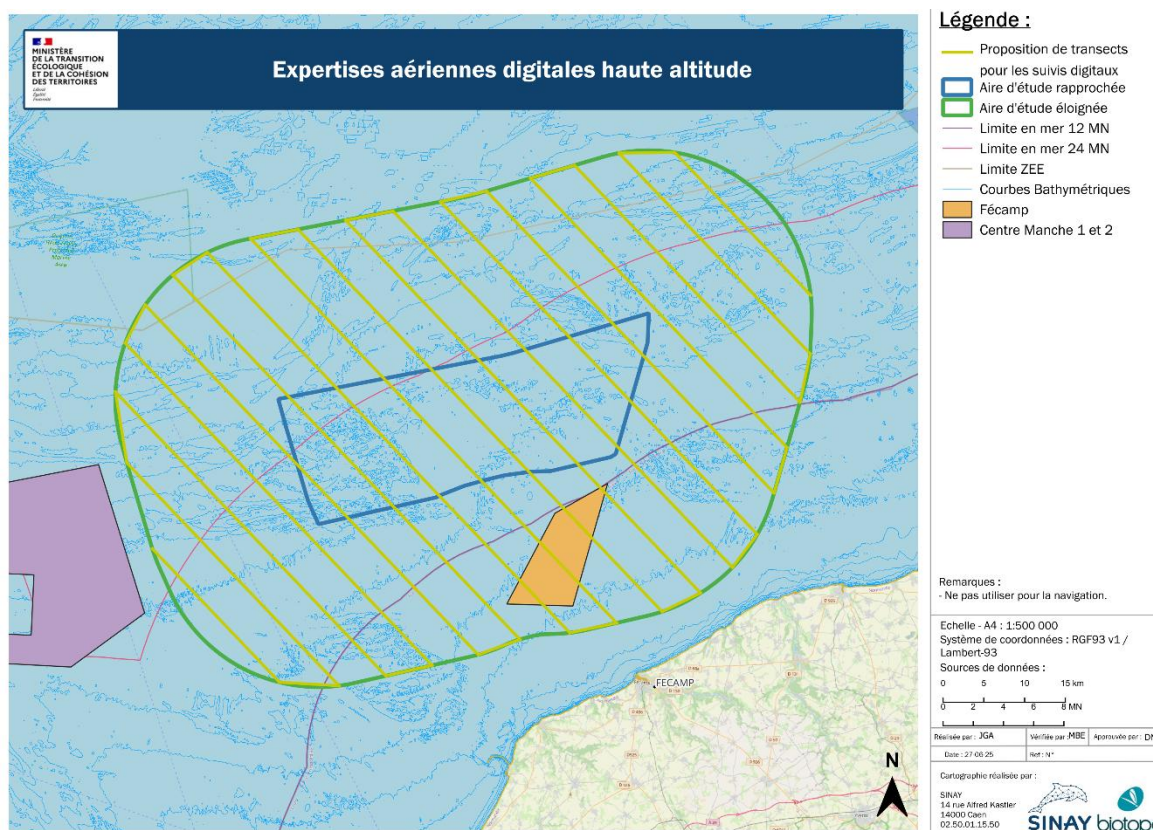 MINISTÈRE
DE LA TRANSITION
ÉCOLOGIQUE
ET DE LA COHÉSION
DES TERRITOIRES
Liberté
Égalité
Fraternité
Expertises aériennes digitales haute altitude
FECAMP
N
Légende :
Proposition de transects
pour les suivis digitaux
Aire d'étude rapprochée
Aire d'étude éloignée
Limite en mer 12 MN
Limite en mer 24 MN
Limite ZEE
Courbes Bathymétriques
Fécamp
Centre Manche 1 et 2
Remarques :
- Ne pas utiliser pour la navigation.
Echelle - A4 : 1:500 000
Système de coordonnées : RGF93 v1 /
Lambert-93
Sources de données :
0 5 10 15 km
0 2 4 6 8 MN
Réalisée par : JGA Vérifiée par :MBE Approuvée par :
Date : 27-06-25 Ref : N°
Cartographie réalisée par :
SINAY
14 rue Alfred Kastler
14000 Caen
02.50.01.15.50
SINAY biotope